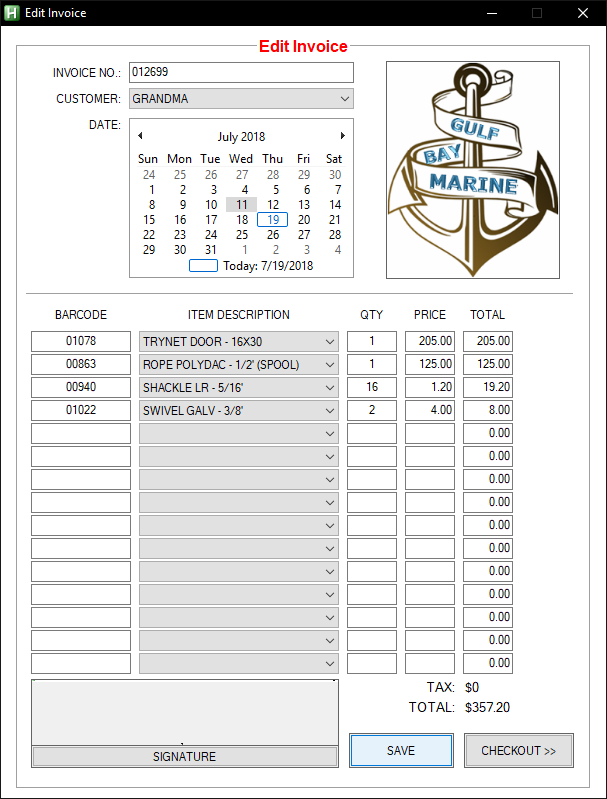 Edit Invoice
Edit Invoice
INVOICE NO.: 012699
CUSTOMER: GRANDMA
DATE:
July 2018
Sun Mon Tue Wed Thu Fri Sat
24 25 26 27 28 29 30
1 2 3 4 5 6 7
8 9 10 11 12 13 14
15 16 17 18 19 20 21
22 23 24 25 26 27 28
29 30 31 1 2 3 4
Today: 7/19/2018
GULF
BAY
MARINE
BARCODE ITEM DESCRIPTION QTY PRICE TOTAL
01078 TRYNET DOOR - 16X30 1 205.00 205.00
00863 ROPE POLYDAC - 1/2' (SPOOL) 1 125.00 125.00
00940 SHACKLE LR - 5/16' 16 1.20 19.20
01022 SWIVEL GALV - 3/8' 2 4.00 8.00
0.00
0.00
0.00
0.00
0.00
0.00
0.00
0.00
0.00
0.00
0.00
TAX: $0
TOTAL: $357.20
SIGNATURE
SAVE
CHECKOUT >>